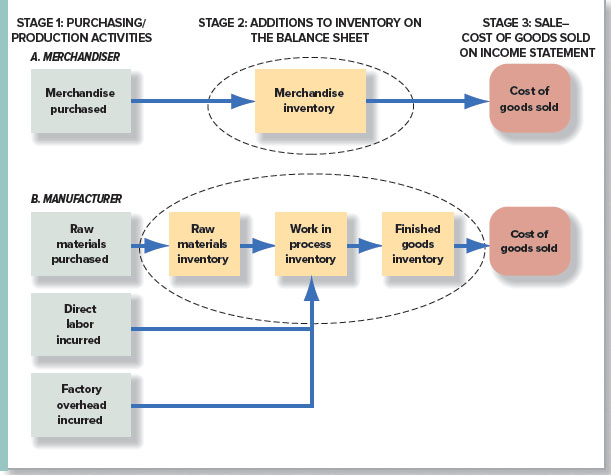 STAGE 1: PURCHASING/
PRODUCTION ACTIVITIES
STAGE 2: ADDITIONS TO INVENTORY ON
THE BALANCE SHEET
STAGE 3: SALE–
COST OF GOODS SOLD
ON INCOME STATEMENT
A. MERCHANDISER
Merchandise
purchased
Merchandise
inventory
Cost of
goods sold
B. MANUFACTURER
Raw
materials
purchased
Raw
materials
inventory
Work in
process
inventory
Finished
goods
inventory
Cost of
goods sold
Direct
labor
incurred
Factory
overhead
incurred